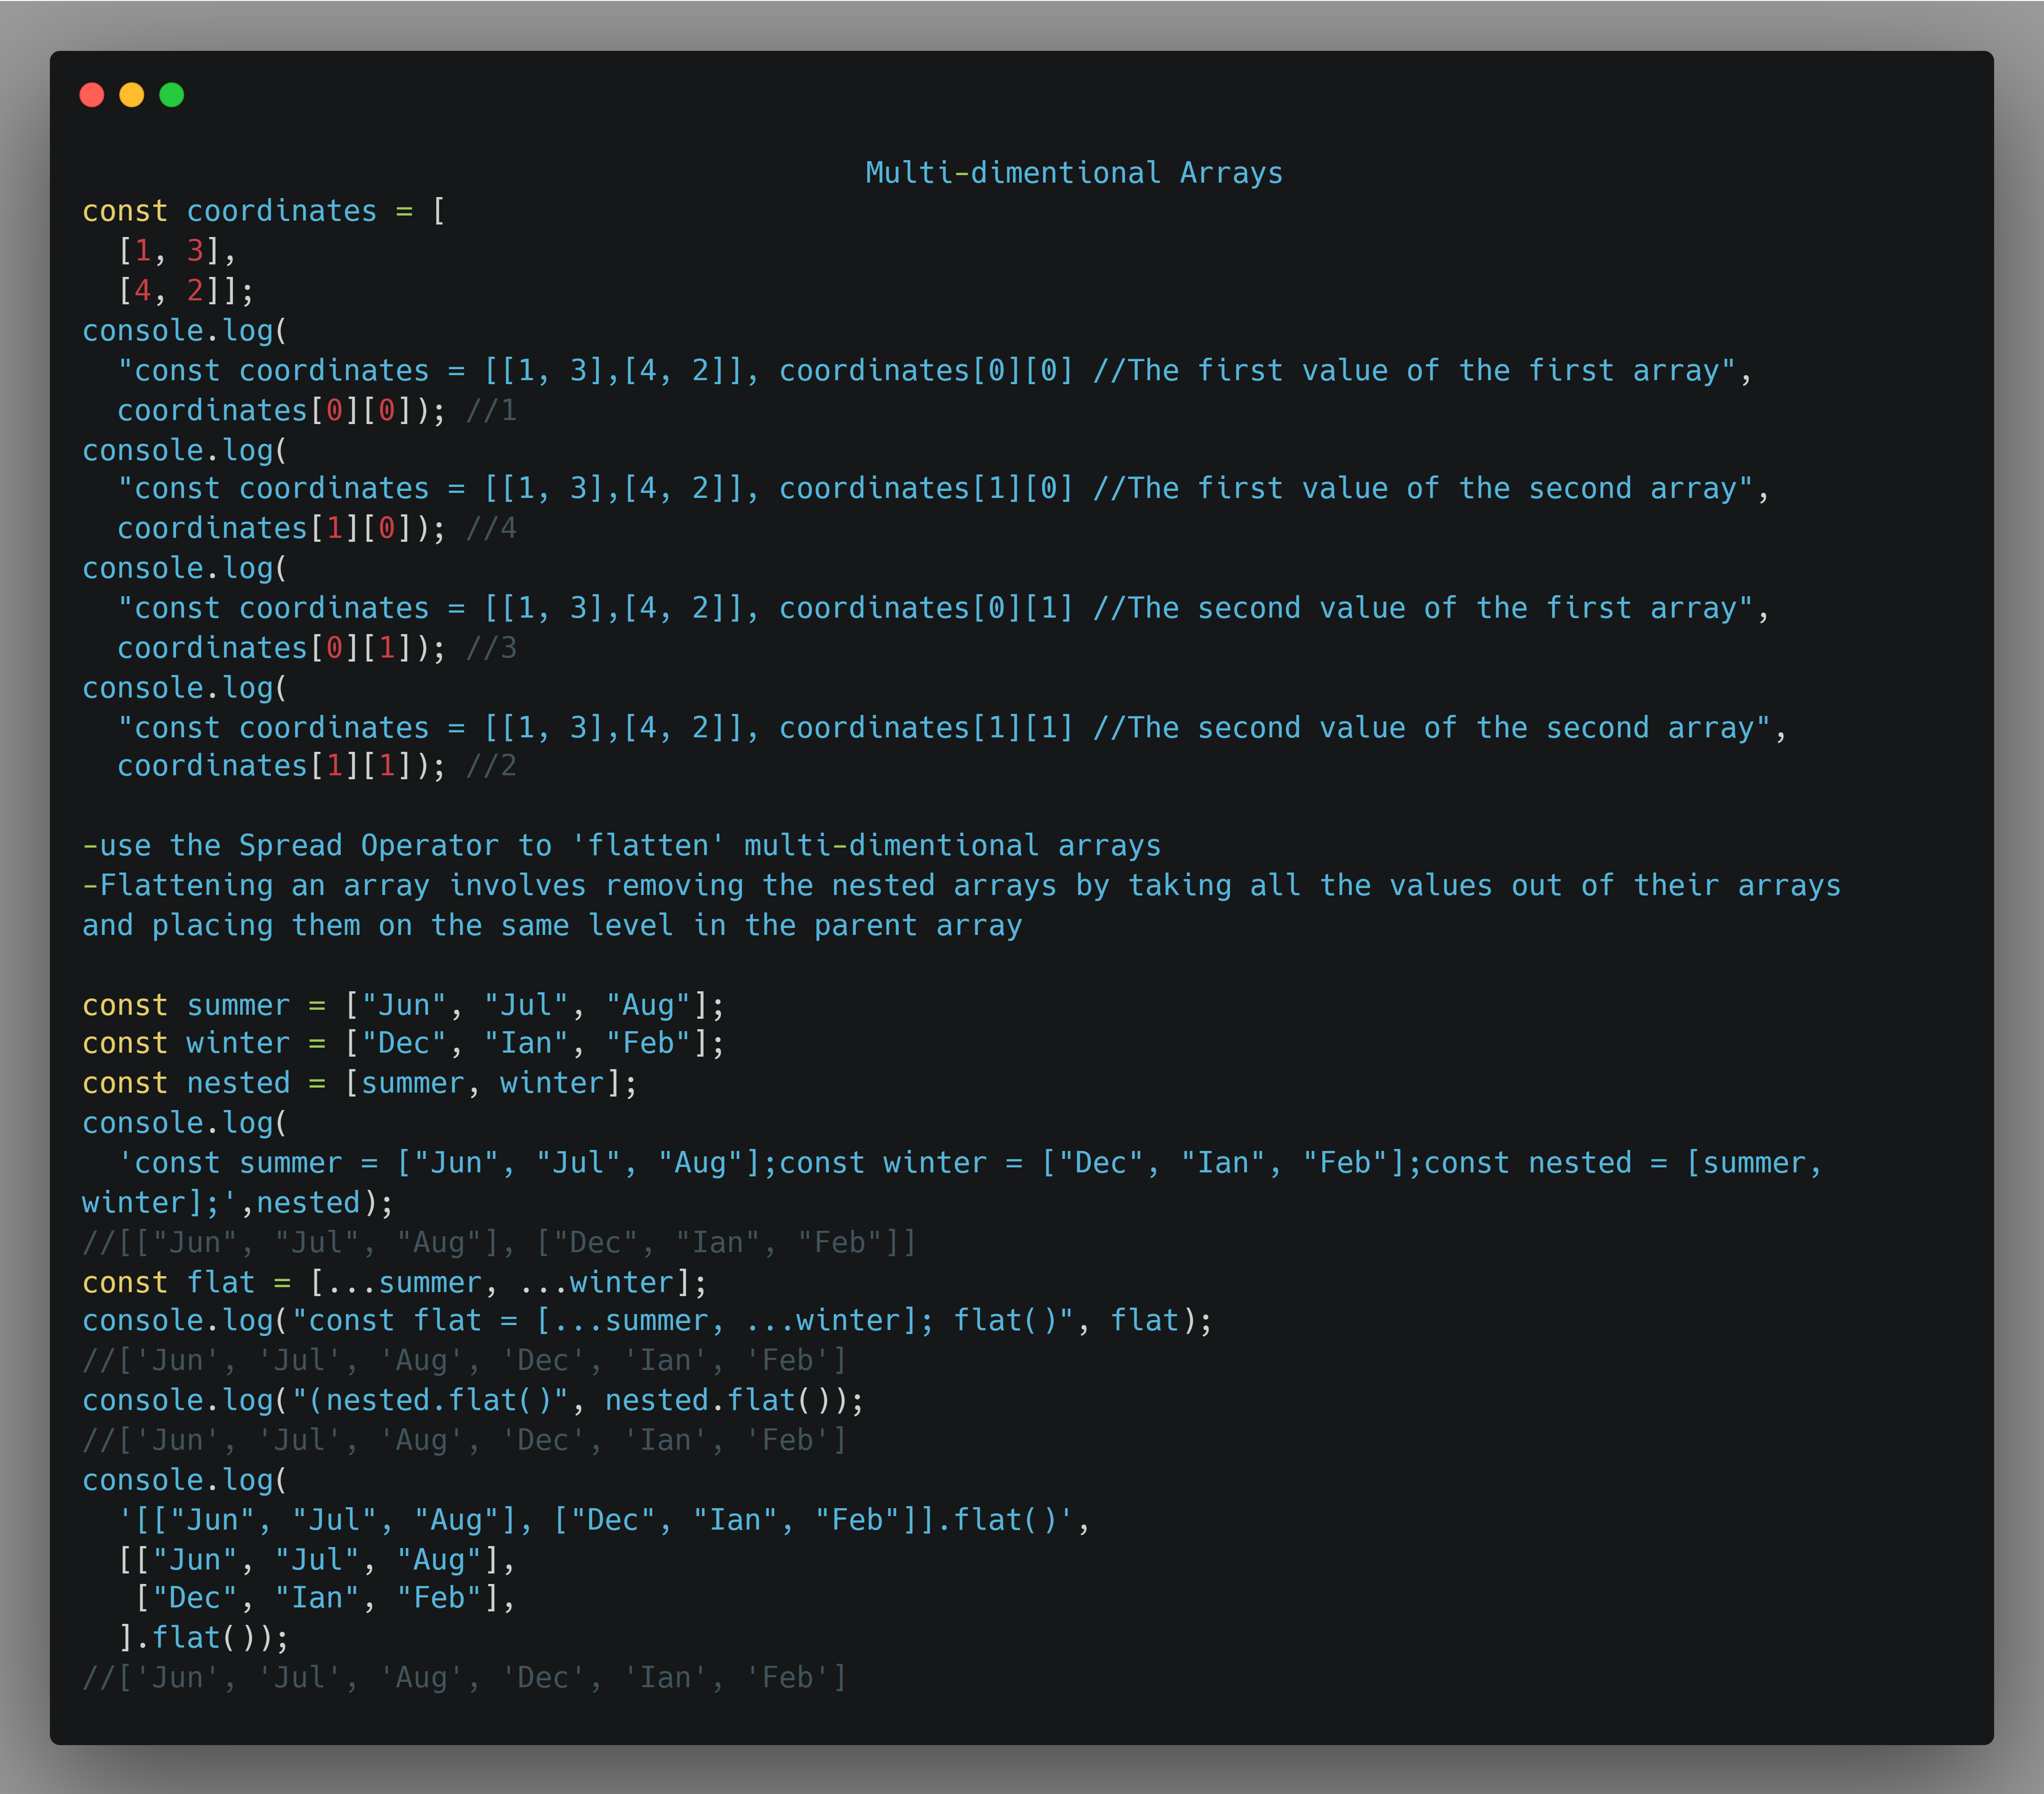 Multi-dimentional Arrays
const coordinates = [
  [1, 3],
  [4, 2]];
console.log(
  "const coordinates = [[1, 3],[4, 2]], coordinates[0][0] //The first value of the first array",
  coordinates[0][0]); //1
console.log(
  "const coordinates = [[1, 3],[4, 2]], coordinates[1][0] //The first value of the second array",
  coordinates[1][0]); //4
console.log(
  "const coordinates = [[1, 3],[4, 2]], coordinates[0][1] //The second value of the first array",
  coordinates[0][1]); //3
console.log(
  "const coordinates = [[1, 3],[4, 2]], coordinates[1][1] //The second value of the second array",
  coordinates[1][1]); //2
-use the Spread Operator to 'flatten' multi-dimentional arrays
-Flattening an array involves removing the nested arrays by taking all the values out of their arrays
and placing them on the same level in the parent array
const summer = ["Jun", "Jul", "Aug"];
const winter = ["Dec", "Ian", "Feb"];
const nested = [summer, winter];
console.log(
  'const summer = ["Jun", "Jul", "Aug"];const winter = ["Dec", "Ian", "Feb"];const nested = [summer,
winter];',nested);
//[["Jun", "Jul", "Aug"], ["Dec", "Ian", "Feb"]]
const flat = [...summer, ...winter];
console.log("const flat = [...summer, ...winter]; flat()", flat);
//['Jun', 'Jul', 'Aug', 'Dec', 'Ian', 'Feb']
console.log("(nested.flat()", nested.flat());
//['Jun', 'Jul', 'Aug', 'Dec', 'Ian', 'Feb']
console.log(
  '[["Jun", "Jul", "Aug"], ["Dec", "Ian", "Feb"]].flat()',
  [["Jun", "Jul", "Aug"],
   ["Dec", "Ian", "Feb"],
  ].flat());
//['Jun', 'Jul', 'Aug', 'Dec', 'Ian', 'Feb']